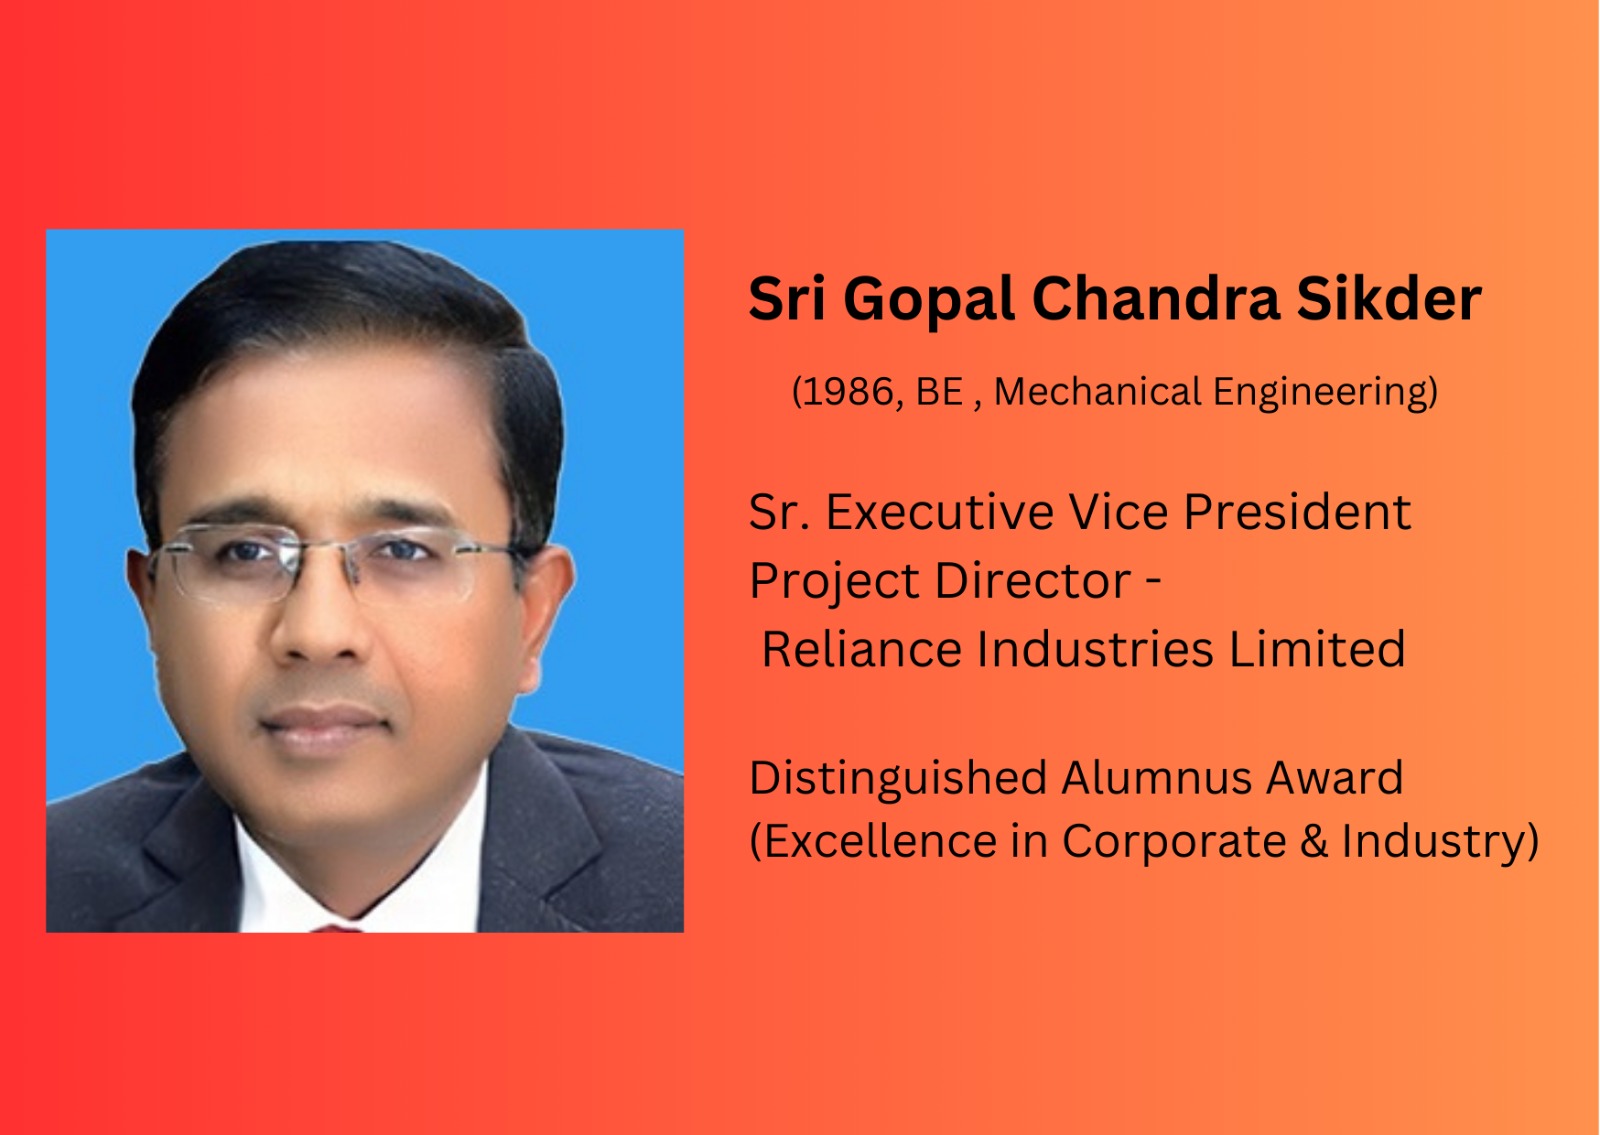 Sri Gopal Chandra Sikder
(1986, BE , Mechanical Engineering)
Sr. Executive Vice President
Project Director -
Reliance Industries Limited
Distinguished Alumnus Award
(Excellence in Corporate & Industry)